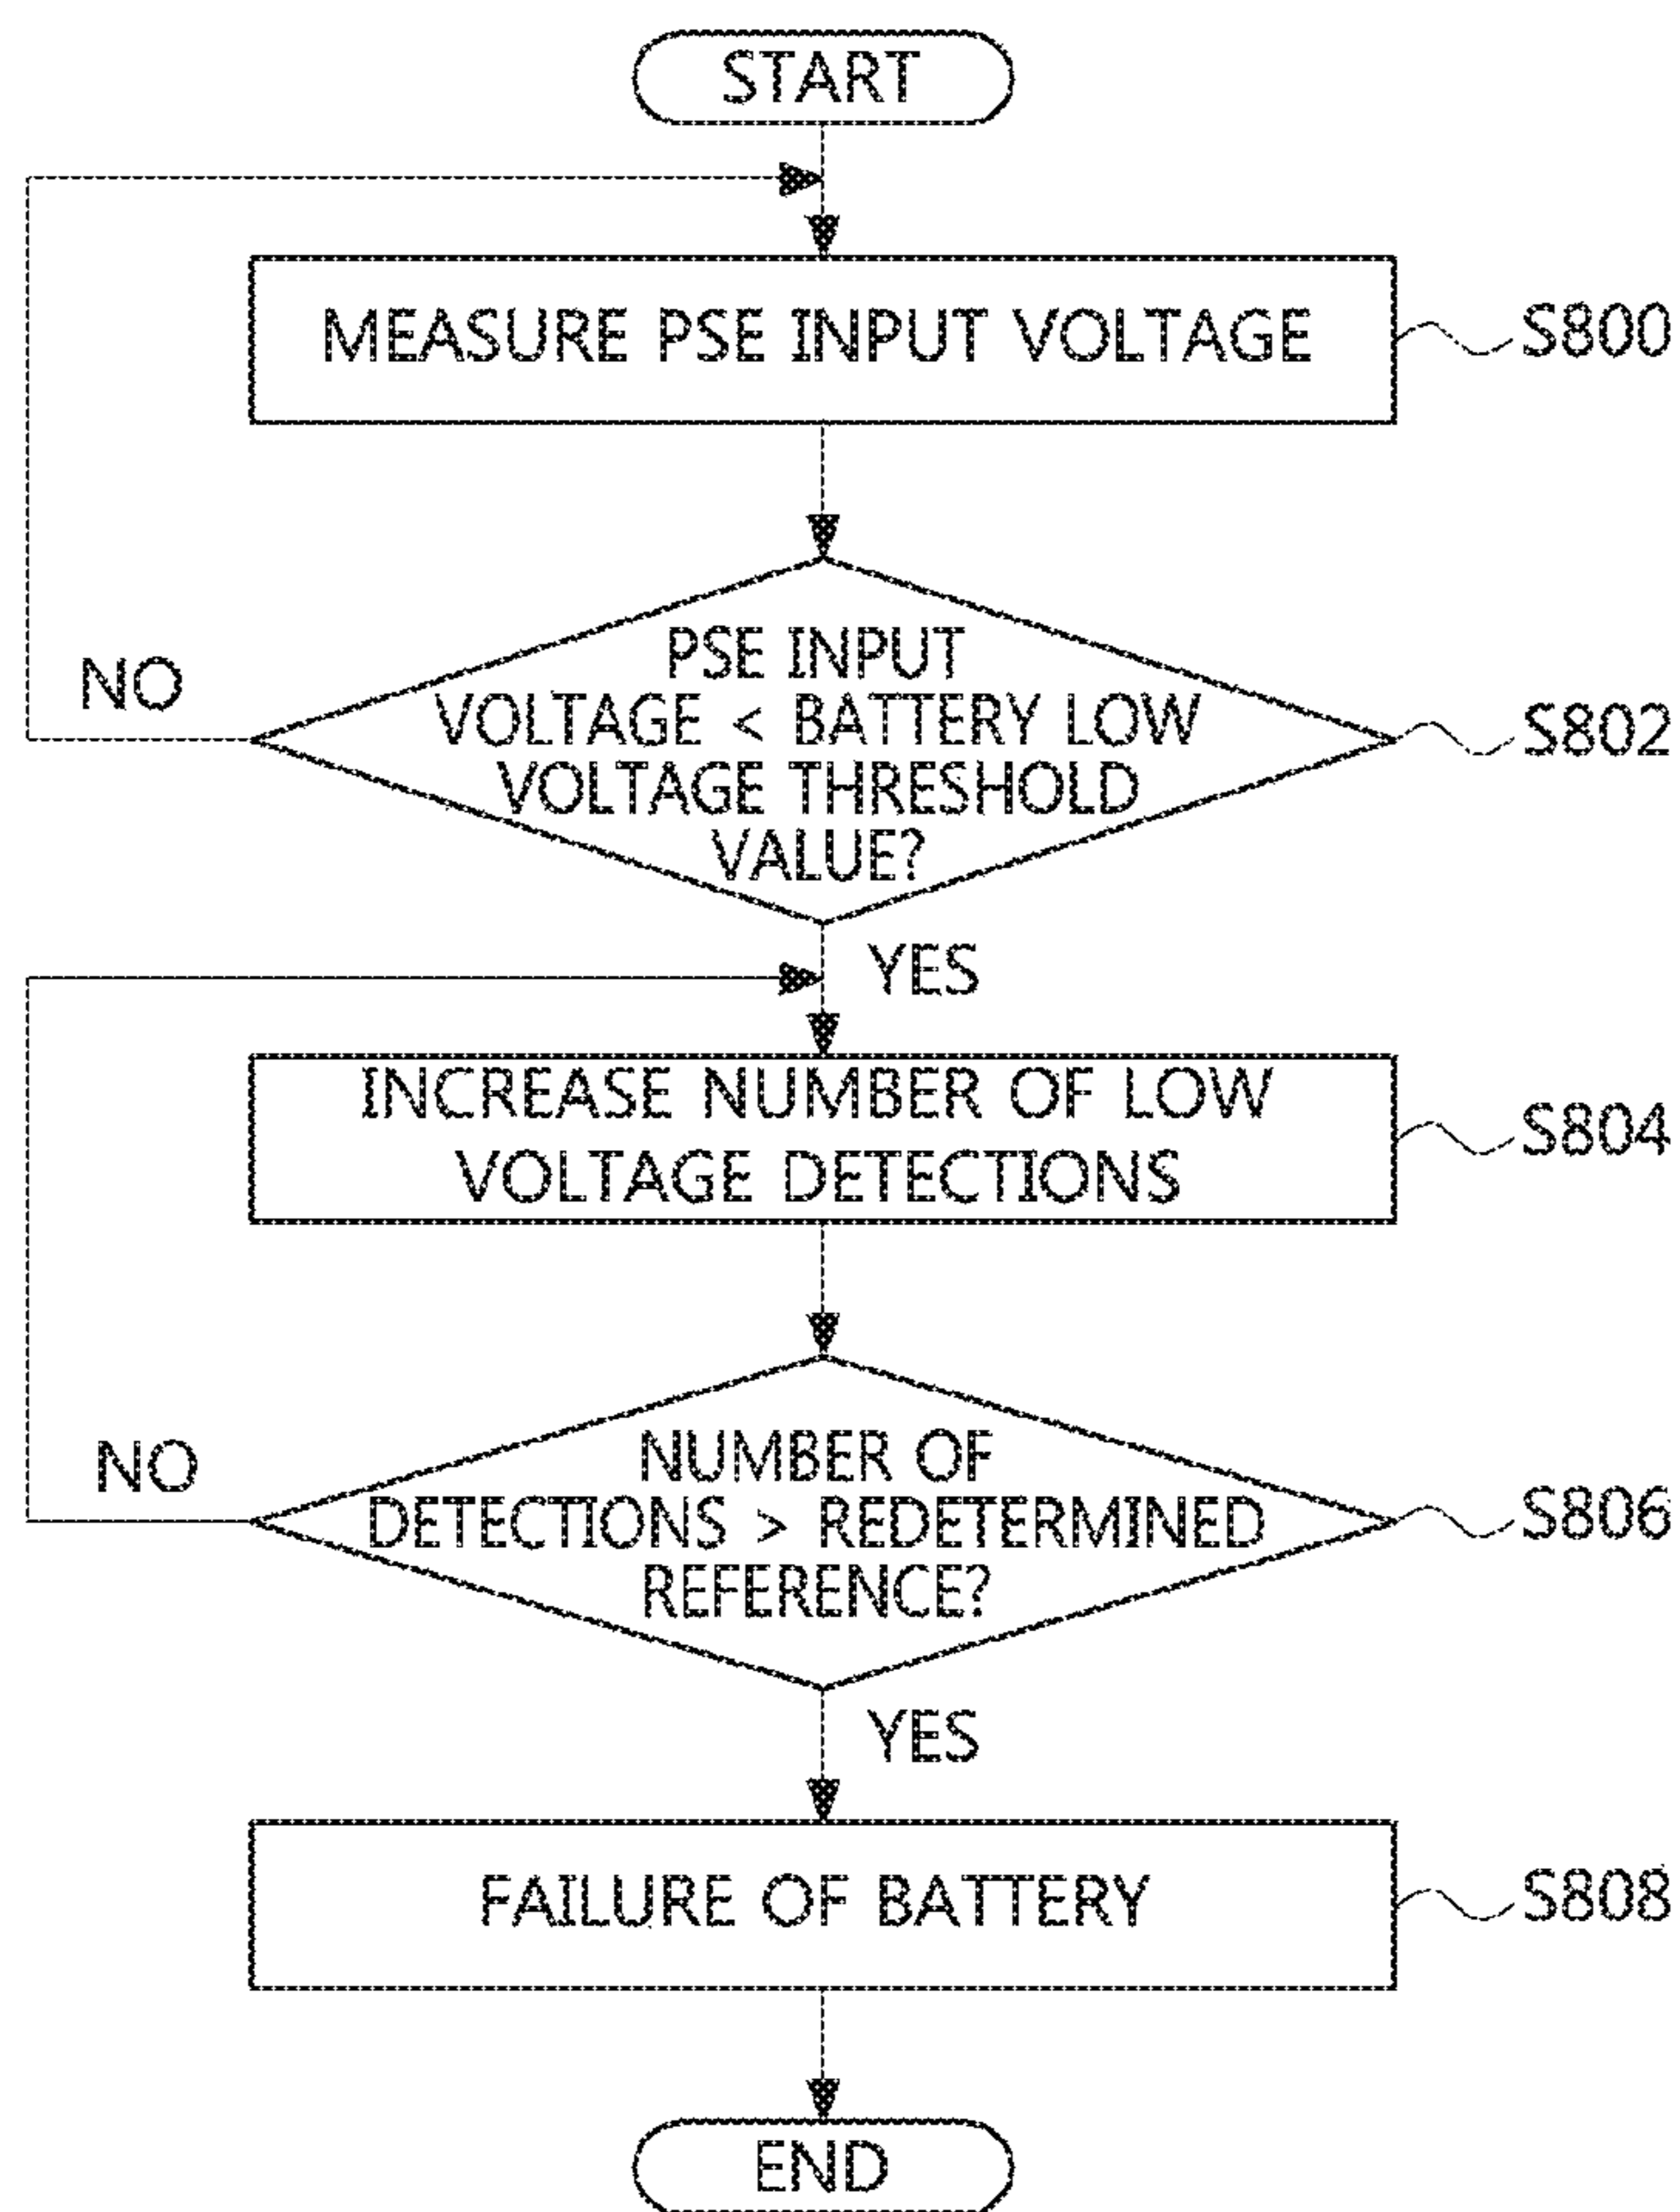 START
MEASURE PSE INPUT VOLTAGE
S800
PSE INPUT
VOLTAGE < BATTERY LOW
VOLTAGE THRESHOLD
VALUE?
S802
NO
YES
INCREASE NUMBER OF LOW
VOLTAGE DETECTIONS
S804
NUMBER OF
DETECTIONS > REDETERMINED
REFERENCE?
S806
NO
YES
FAILURE OF BATTERY
S808
END